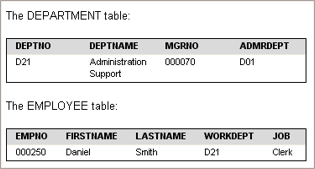 The DEPARTMENT table:
DEPTNO DEPTNAME MGRNO ADMRDEPT
D21 Administration Support 000070 D01
The EMPLOYEE table:
EMPNO FIRSTNAME LASTNAME WORKDEPT JOB
000250 Daniel Smith D21 Clerk